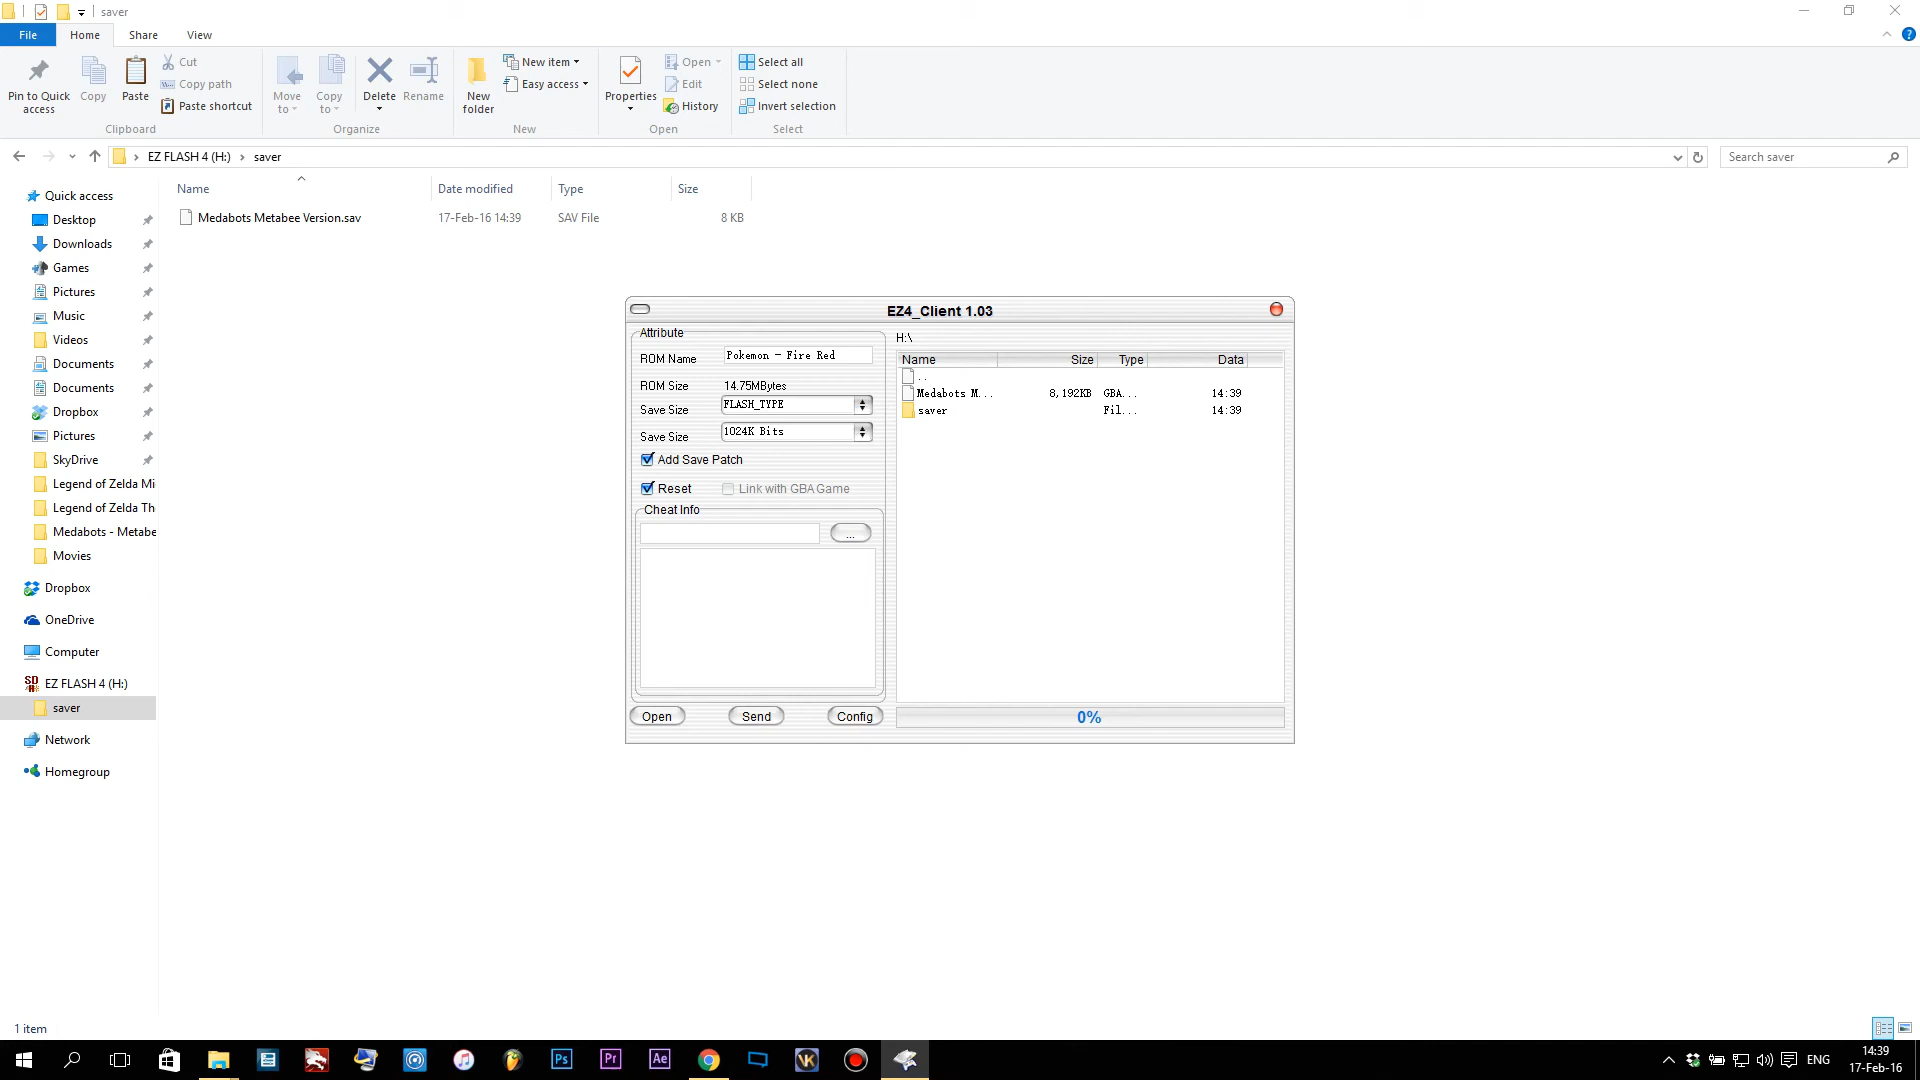 saver
File
Home
Share
View
Pin to Quick access
Copy
Paste
Cut
Copy path
Paste shortcut
Clipboard
Move to
Copy to
Delete
Rename
Organize
New folder
New item
Easy access
New
Properties
Open
Edit
History
Open
Select all
Select none
Invert selection
Select
EZ FLASH 4 (H:)
saver
Search saver
Name
Date modified
Type
Size
Medabots Metabee Version.sav
17-Feb-16 14:39
SAV File
8 KB
Quick access
Desktop
Downloads
Games
Pictures
Music
Videos
Documents
Documents
Dropbox
Pictures
SkyDrive
Legend of Zelda Mi
Legend of Zelda Th
Medabots - Metabe
Movies
Dropbox
OneDrive
Computer
SD EZ FLASH 4 (H:)
saver
Network
Homegroup
EZ4_Client 1.03
Attribute
ROM Name
Pokemon - Fire Red
ROM Size
14.75MBytes
Save Size
FLASH_TYPE
Save Size
1024K Bits
Add Save Patch
Reset
Link with GBA Game
Cheat Info
...
Open
Send
Config
H:\
Name
Size
Type
Data
..
Medabots M...
8,192KB
GBA...
14:39
saver
Fil...
14:39
0%
1 item
Ps
Pr
Ae
VK
ENG
14:39
17-Feb-16